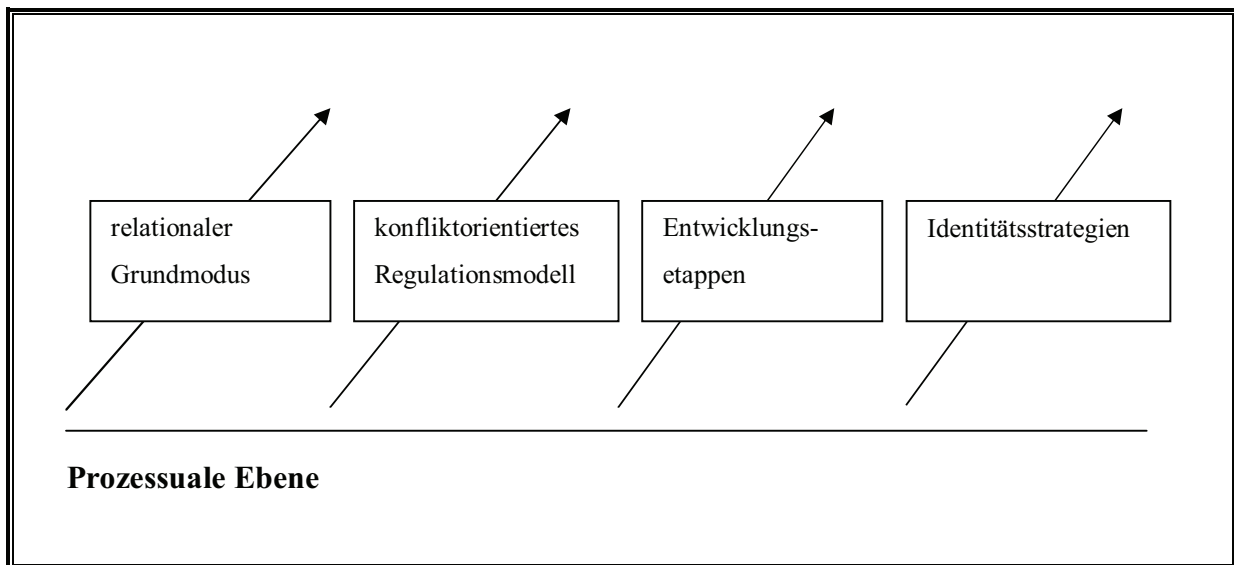 relationaler
Grundmodus
konfliktorientiertes
Regulationsmodell
Entwicklungs-
etappen
Identitätsstrategien
Prozessuale Ebene